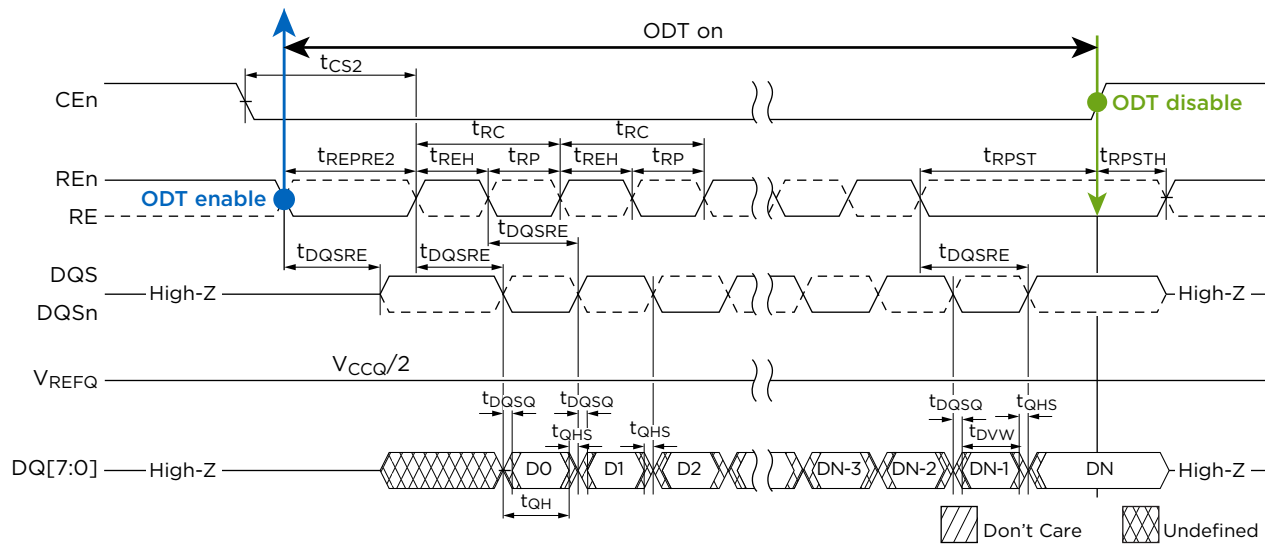 ODT on
tCS2
CEn
ODT disable
tRC
tRC
tREPRE2
tREH
tRP
tREH
tRP
tRPST
tRPSTH
REn
ODT enable
RE
tDQSRE
tDQSRE
tDQSRE
tDQSRE
DQS
High-Z
High-Z
DQSn
VCCQ/2
VREFQ
tDQSQ
tDQSQ
tDQSQ
tQHS
tQHS
tQHS
tDVW
DQ[7:0]
High-Z
D0
D1
D2
DN-3
DN-2
DN-1
DN
High-Z
tQH
Don't Care
Undefined